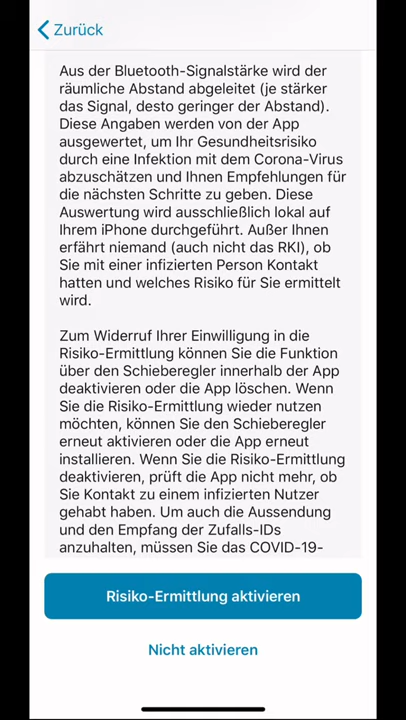 Zurück
Aus der Bluetooth-Signalstärke wird der
räumliche Abstand abgeleitet (je stärker
das Signal, desto geringer der Abstand).
Diese Angaben werden von der App
ausgewertet, um Ihr Gesundheitsrisiko
durch eine Infektion mit dem Corona-Virus
abzuschätzen und Ihnen Empfehlungen für
die nächsten Schritte zu geben. Diese
Auswertung wird ausschließlich lokal auf
Ihrem iPhone durchgeführt. Außer Ihnen
erfährt niemand (auch nicht das RKI), ob
Sie mit einer infizierten Person Kontakt
hatten und welches Risiko für Sie ermittelt
wird.
Zum Widerruf Ihrer Einwilligung in die
Risiko-Ermittlung können Sie die Funktion
über den Schieberegler innerhalb der App
deaktivieren oder die App löschen. Wenn
Sie die Risiko-Ermittlung wieder nutzen
möchten, können Sie den Schieberegler
erneut aktivieren oder die App erneut
installieren. Wenn Sie die Risiko-Ermittlung
deaktivieren, prüft die App nicht mehr, ob
Sie Kontakt zu einem infizierten Nutzer
gehabt haben. Um auch die Aussendung
und den Empfang der Zufalls-IDs
anzuhalten, müssen Sie das COVID-19-
Risiko-Ermittlung aktivieren
Nicht aktivieren